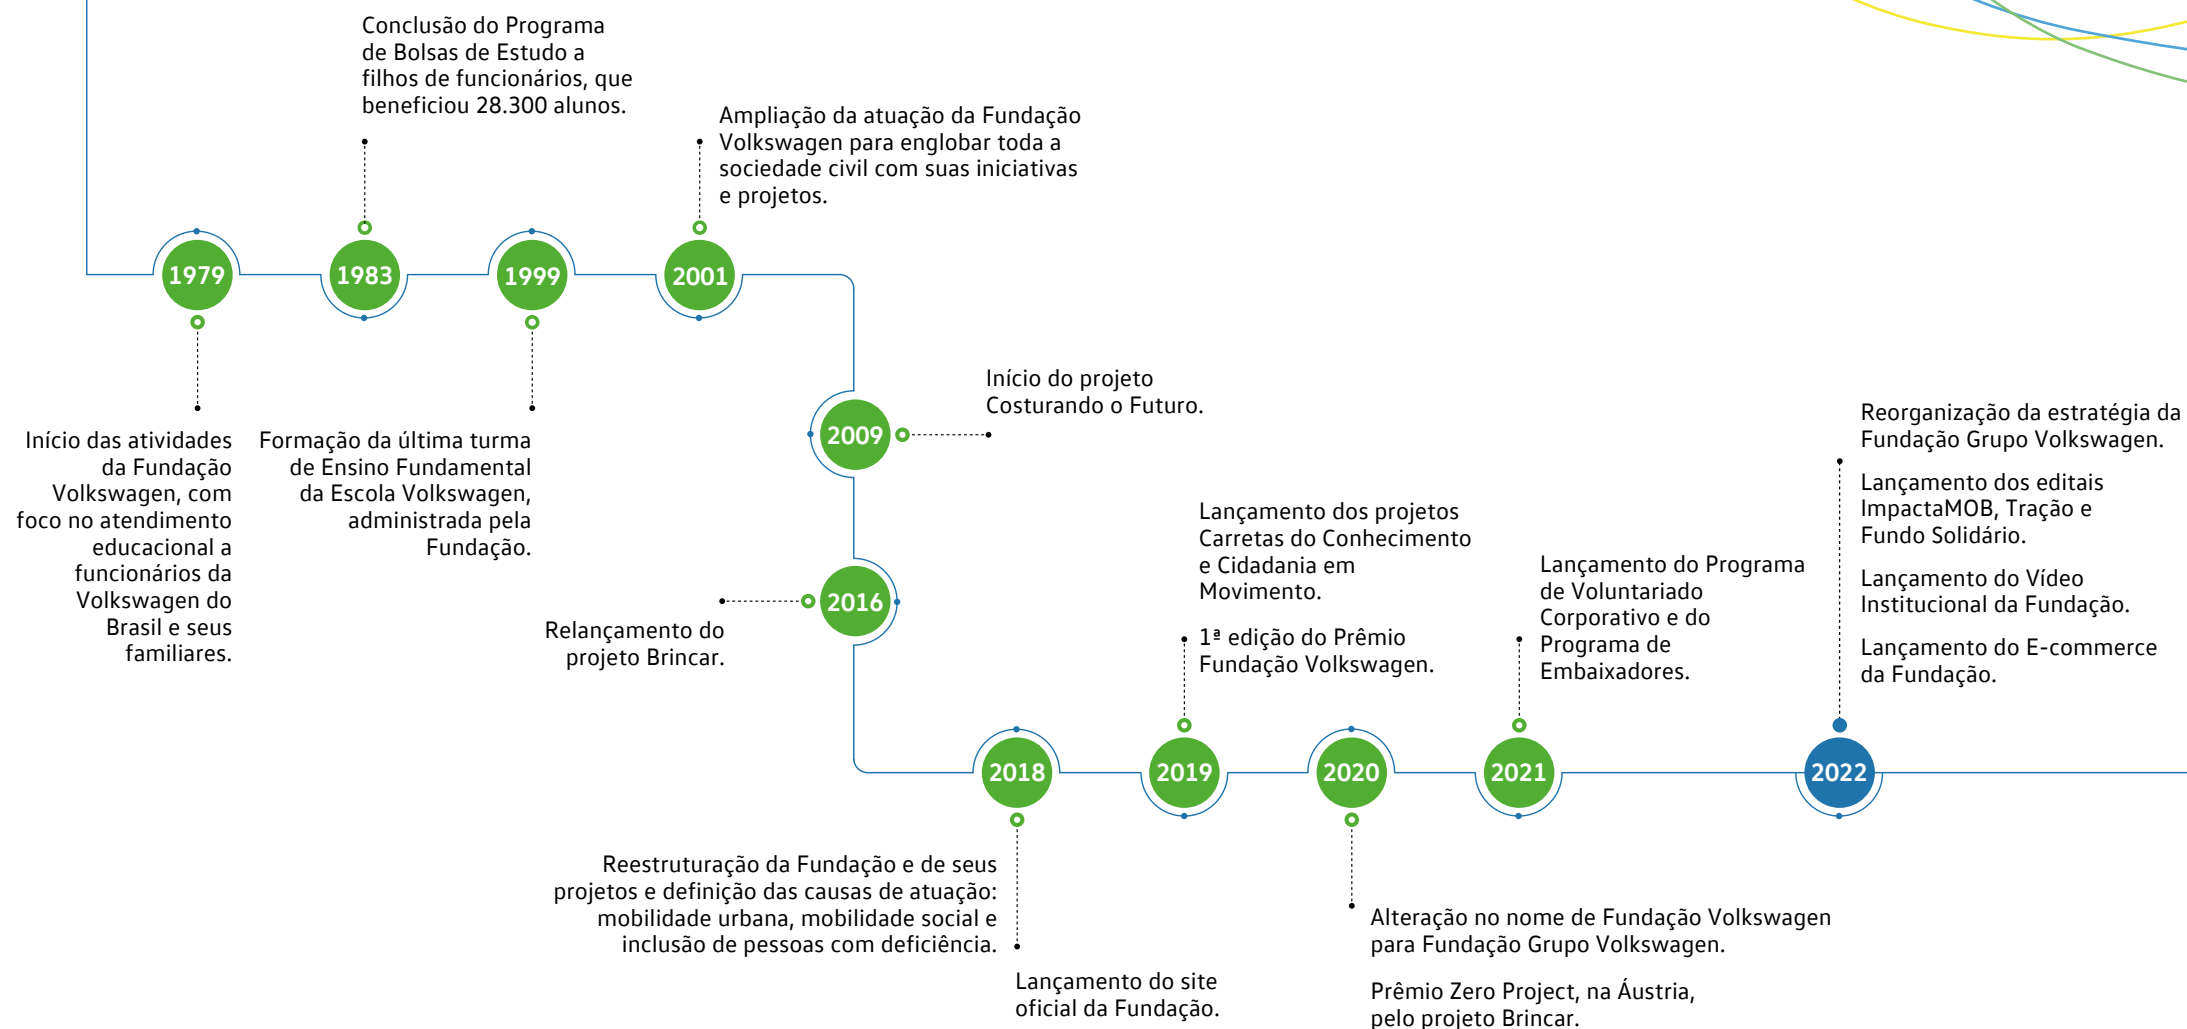 Conclusão do Programa
de Bolsas de Estudo a
filhos de funcionários, que
beneficiou 28.300 alunos.
Ampliação da atuação da Fundação
Volkswagen para englobar toda a
sociedade civil com suas iniciativas
e projetos.
1979
1983
1999
2001
Início das atividades
da Fundação
Volkswagen, com
foco no atendimento
educacional a
funcionários da
Volkswagen do
Brasil e seus
familiares.
Formação da última turma
de Ensino Fundamental
da Escola Volkswagen,
administrada pela
Fundação.
2009
Início do projeto
Costurando o Futuro.
2016
Relançamento do
projeto Brincar.
Lançamento dos projetos
Carretas do Conhecimento
e Cidadania em
Movimento.
1ª edição do Prêmio
Fundação Volkswagen.
Lançamento do Programa
de Voluntariado
Corporativo e do
Programa de
Embaixadores.
Reorganização da estratégia da
Fundação Grupo Volkswagen.
Lançamento dos editais
ImpactaMOB, Tração e
Fundo Solidário.
Lançamento do Vídeo
Institucional da Fundação.
Lançamento do E-commerce
da Fundação.
2018
2019
2020
2021
2022
Reestruturação da Fundação e de seus
projetos e definição das causas de atuação:
mobilidade urbana, mobilidade social e
inclusão de pessoas com deficiência.
Lançamento do site
oficial da Fundação.
Alteração no nome de Fundação Volkswagen
para Fundação Grupo Volkswagen.
Prêmio Zero Project, na Áustria,
pelo projeto Brincar.